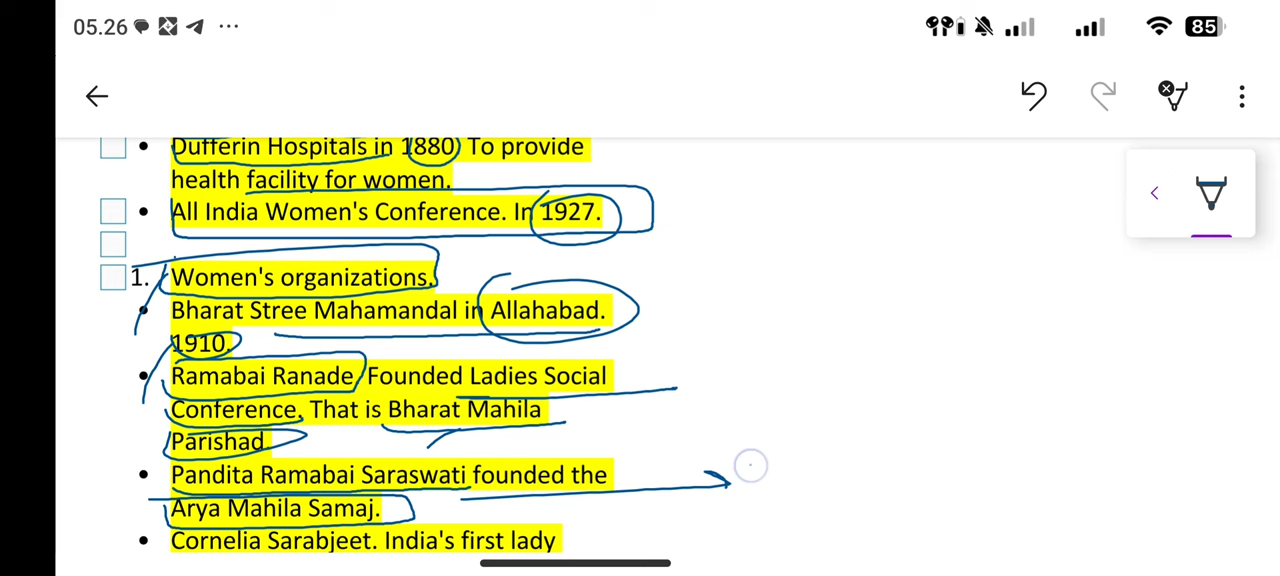 05.26 ... 85
Dufferin Hospitals in 1880 To provide
health facility for women.
All India Women's Conference. In 1927.
1. Women's organizations.
Bharat Stree Mahamandal in Allahabad.
1910.
Ramabai Ranade, Founded Ladies Social
Conference. That is Bharat Mahila
Parishad.
Pandita Ramabai Saraswati founded the
Arya Mahila Samaj.
Cornelia Sarabjeet. India's first lady